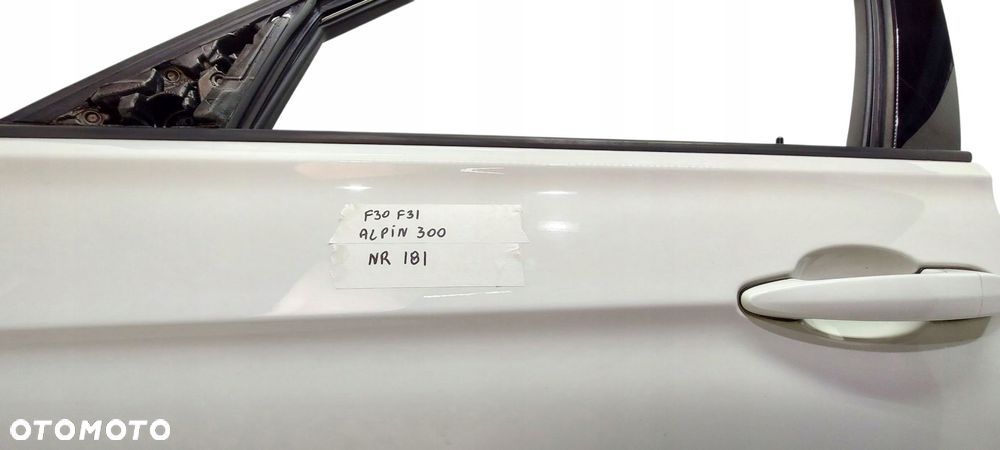 F30 F31
ALPiN 300
NR 181
OTOMOTO